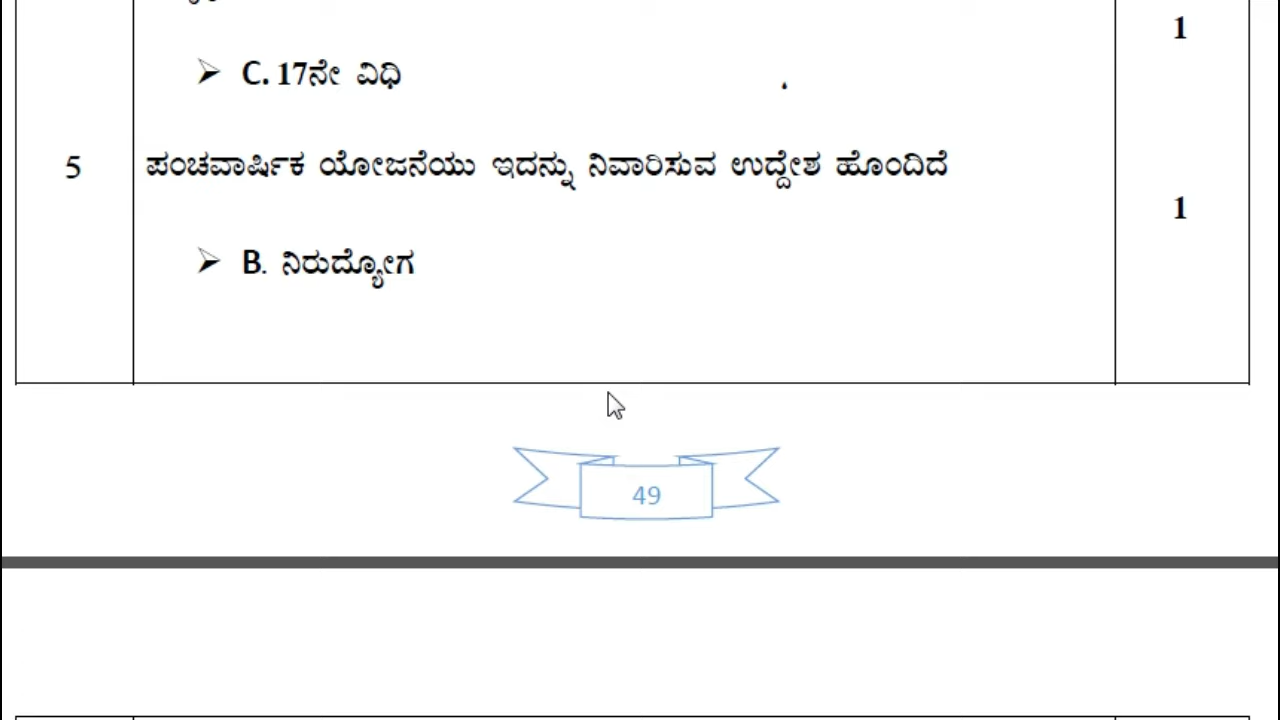 1
➢ C. 17ನೇ ವಿಧಿ
5 ಪಂಚವಾರ್ಷಿಕ ಯೋಜನೆಯು ಇದನ್ನು ನಿವಾರಿಸುವ ಉದ್ದೇಶ ಹೊಂದಿದೆ
1
➢ B. ನಿರುದ್ಯೋಗ
49